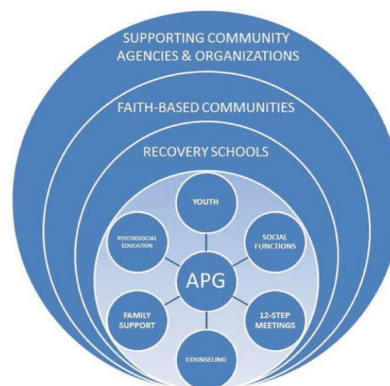 SUPPORTING COMMUNITY
AGENCIES & ORGANIZATIONS
FAITH-BASED COMMUNITIES
RECOVERY SCHOOLS
YOUTH
PSYCHOSOCIAL
EDUCATION
SOCIAL
FUNCTIONS
APG
FAMILY
SUPPORT
12-STEP
MEETINGS
COUNSELING